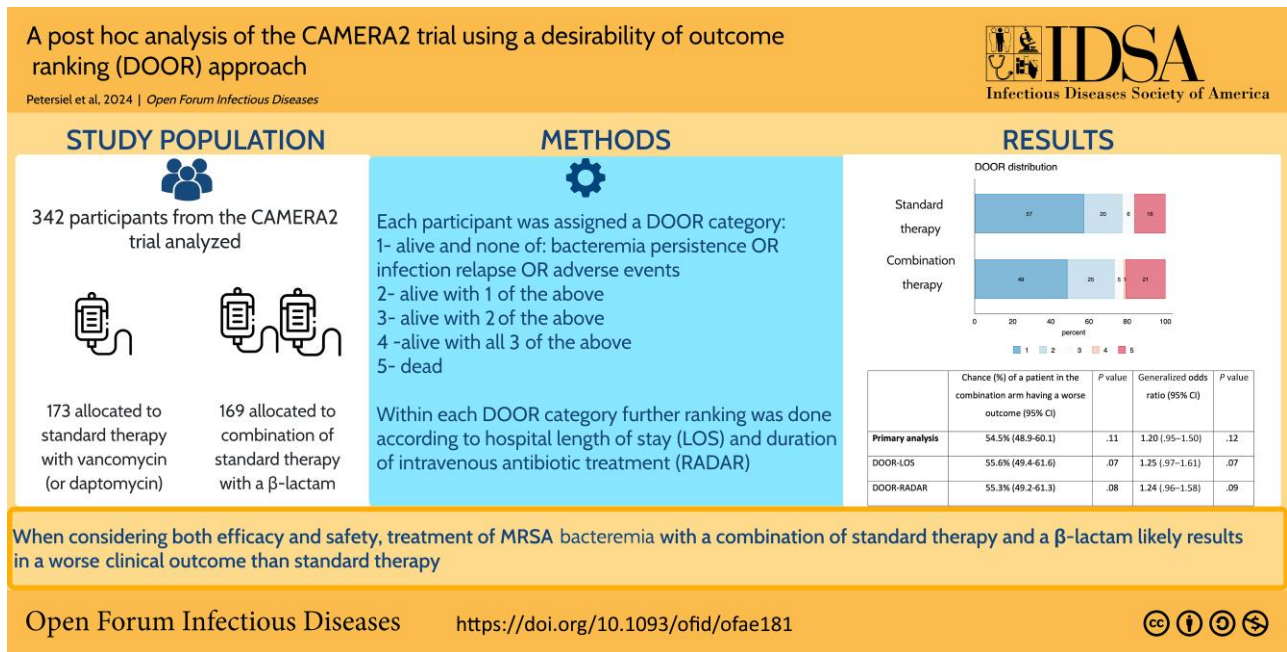 A post hoc analysis of the CAMERA2 trial using a desirability of outcome
ranking (DOOR) approach
Petersiel et al, 2024 | Open Forum Infectious Diseases
IDSA
Infectious Diseases Society of America
STUDY POPULATION
342 participants from the CAMERA2
trial analyzed
173 allocated to
standard therapy
with vancomycin
(or daptomycin)
169 allocated to
combination of
standard therapy
with a β-lactam
METHODS
Each participant was assigned a DOOR category:
1- alive and none of: bacteremia persistence OR
infection relapse OR adverse events
2- alive with 1 of the above
3- alive with 2 of the above
4 -alive with all 3 of the above
5- dead
Within each DOOR category further ranking was done
according to hospital length of stay (LOS) and duration
of intravenous antibiotic treatment (RADAR)
RESULTS
DOOR distribution
Standard
therapy
57 20 6 16
Combination
therapy
48 25 5 1 21
0 20 40 60 80 100
percent
1 2 3 4 5
Chance (%) of a patient in the
combination arm having a worse
outcome (95% CI)
P value
Generalized odds
ratio (95% CI)
P value
Primary analysis 54.5% (48.9-60.1) .11 1.20 (.95–1.50) .12
DOOR-LOS 55.6% (49.4-61.6) .07 1.25 (.97–1.61) .07
DOOR-RADAR 55.3% (49.2-61.3) .08 1.24 (.96–1.58) .09
When considering both efficacy and safety, treatment of MRSA bacteremia with a combination of standard therapy and a β-lactam likely results
in a worse clinical outcome than standard therapy
Open Forum Infectious Diseases
https://doi.org/10.1093/ofid/ofae181
cc